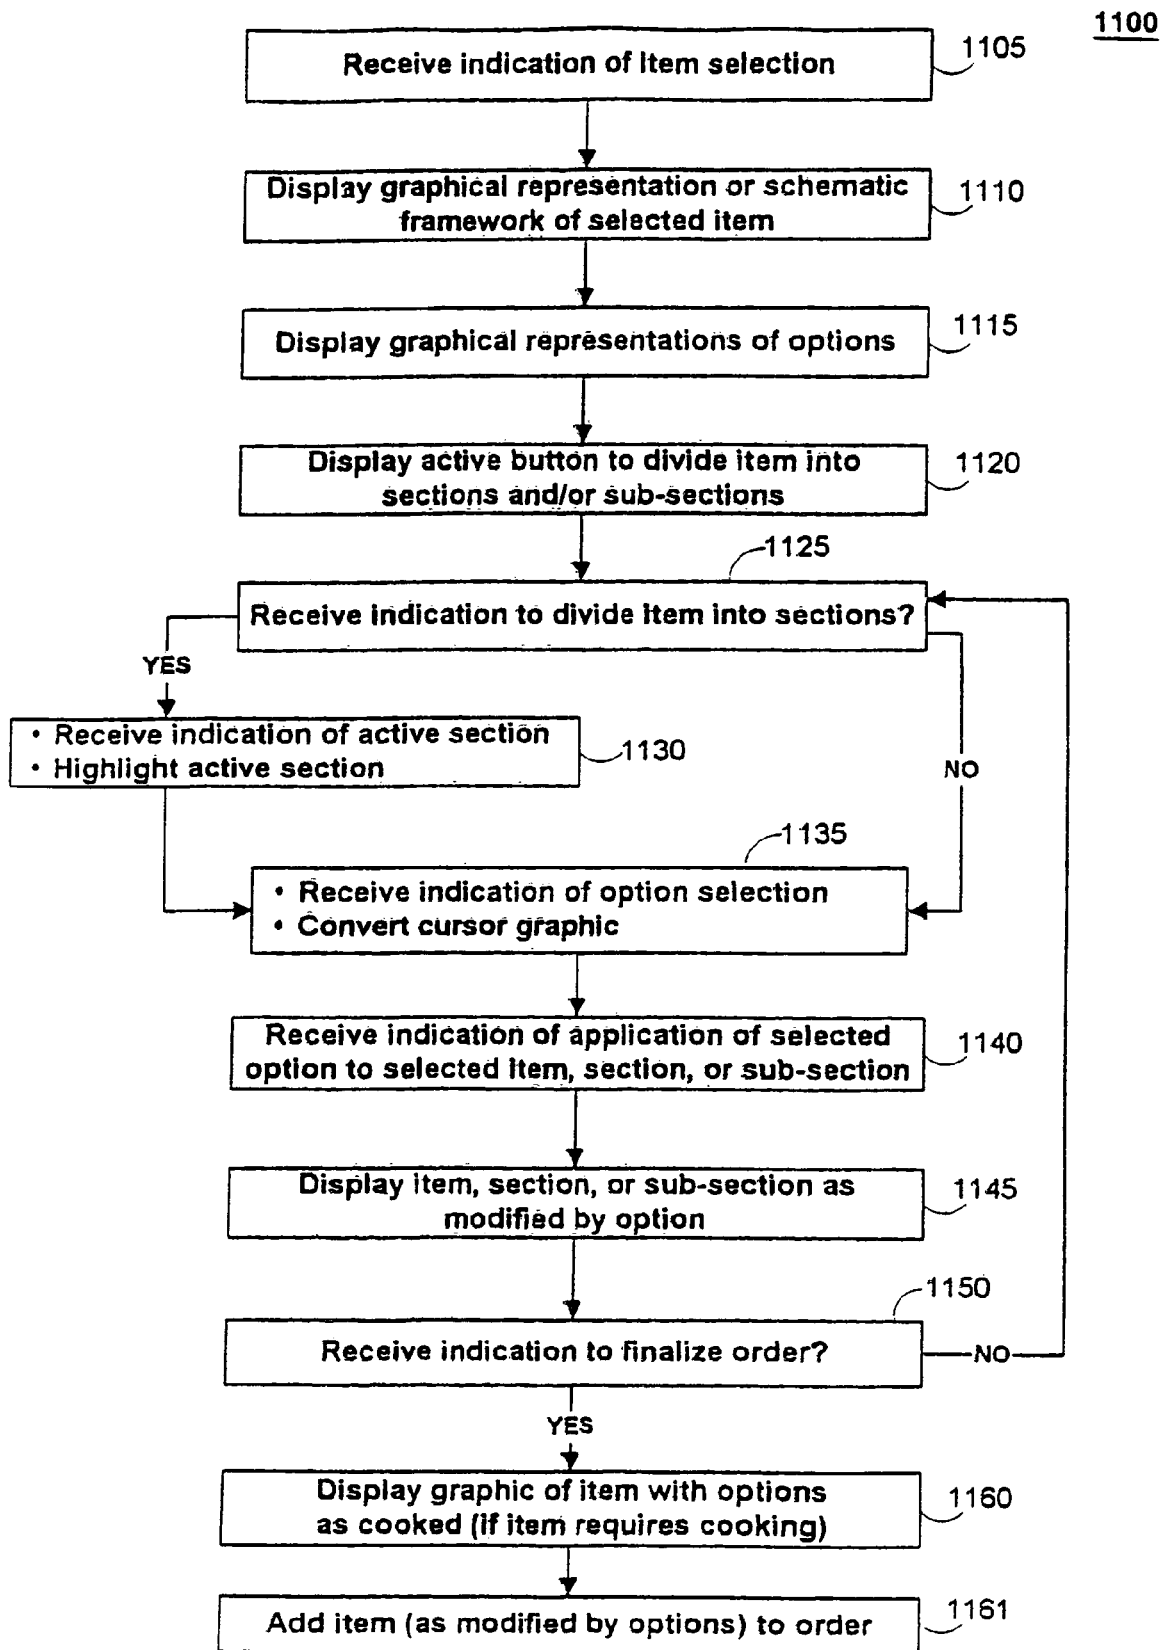 1100
Receive indication of item selection
1105
Display graphical representation or schematic
framework of selected item
1110
Display graphical representations of options
1115
Display active button to divide item into
sections and/or sub-sections
1120
1125
Receive indication to divide item into sections?
YES
• Receive indication of active section
• Highlight active section
1130
NO
1135
• Receive indication of option selection
• Convert cursor graphic
Receive indication of application of selected
option to selected item, section, or sub-section
1140
Display item, section, or sub-section as
modified by option
1145
1150
Receive indication to finalize order?
NO
YES
Display graphic of item with options
as cooked (if item requires cooking)
1160
Add item (as modified by options) to order
1161